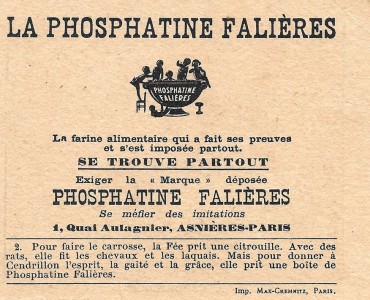 LA PHOSPHATINE FALIÈRES
PHOSPHATINE
FALIÈRES
La farine alimentaire qui a fait ses preuves
et s'est imposée partout.
SE TROUVE PARTOUT
Exiger la « Marque » déposée
PHOSPHATINE FALIÈRES
Se méfier des imitations
1, Quai Aulagnier, ASNIÈRES-PARIS
2. Pour faire le carrosse, la Fée prit une citrouille. Avec des
rats, elle fit les chevaux et les laquais. Mais pour donner à
Cendrillon l'esprit, la gaîté et la grâce, elle prit une boîte de
Phosphatine Falières.
Imp. MAX-CREMNITZ, PARIS.